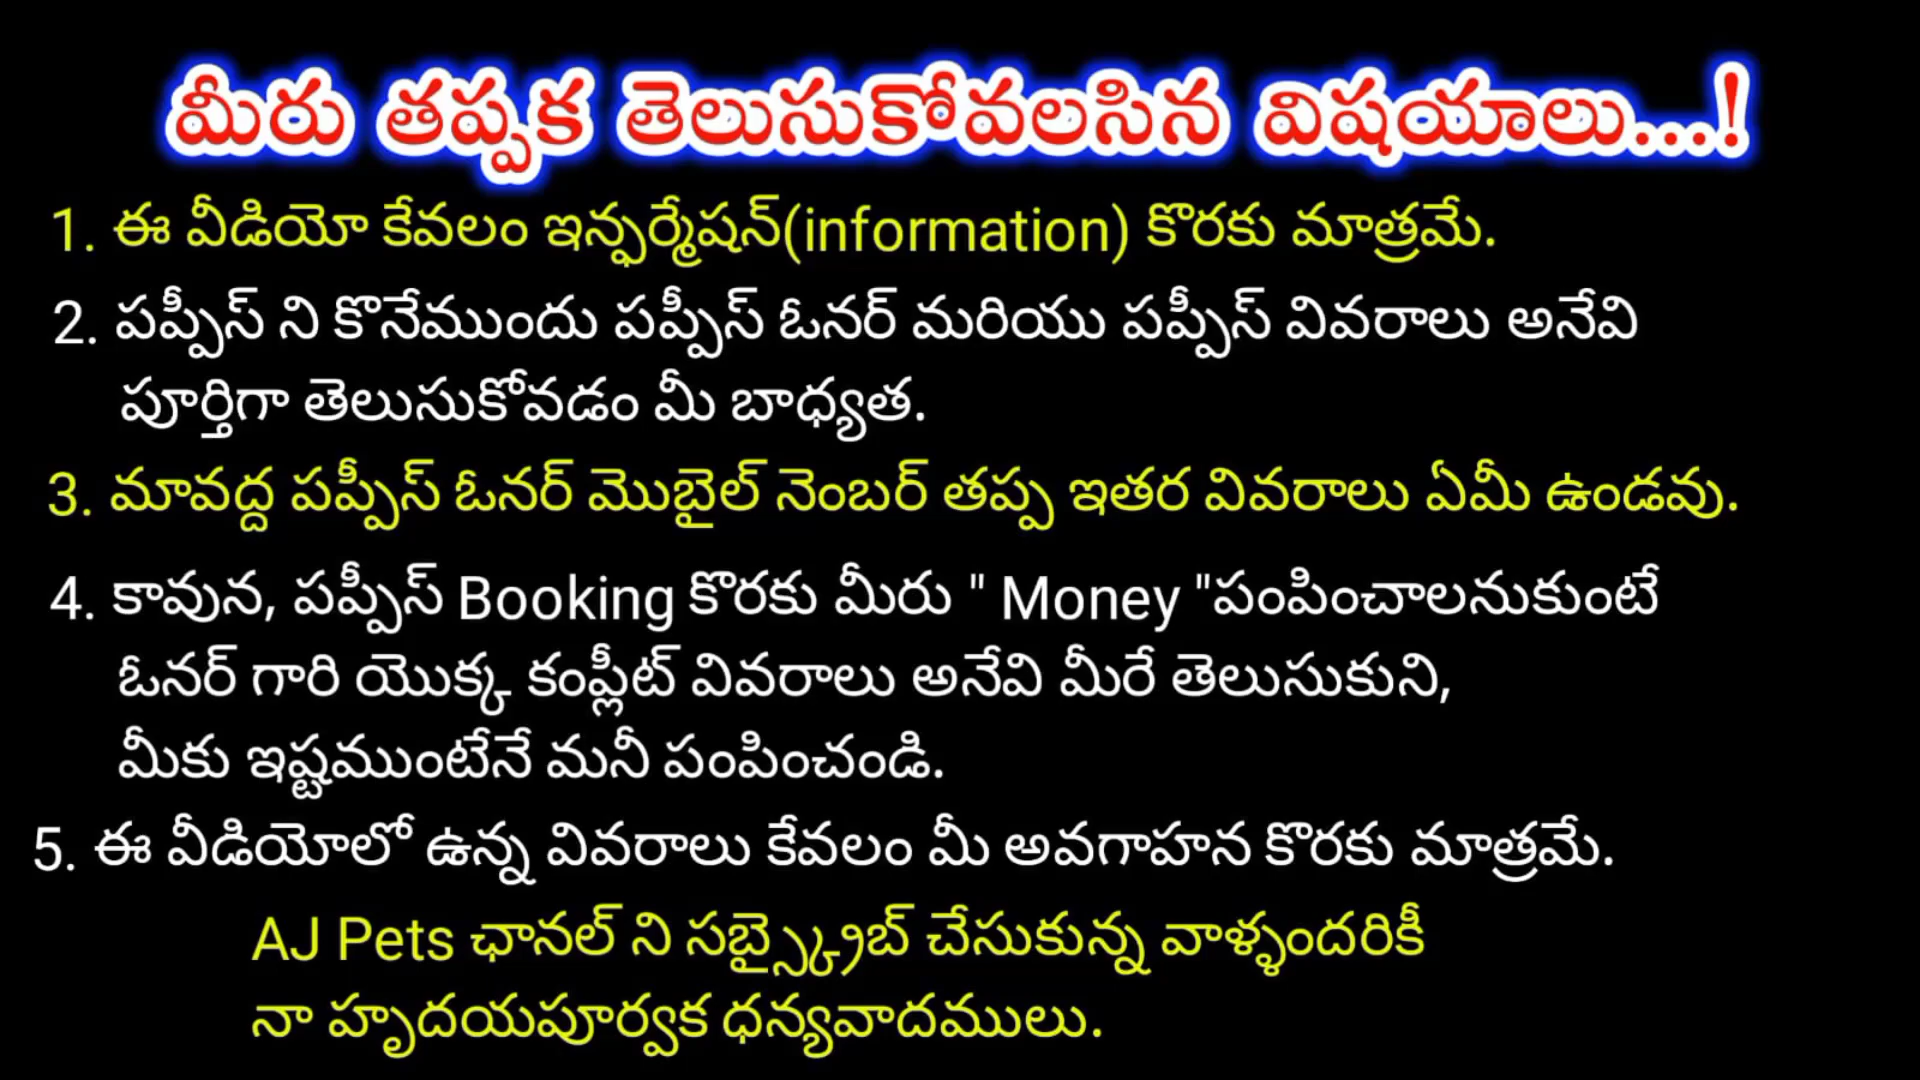 మీరు తప్పక తెలుసుకోవలసిన విషయాలు...!
1. ఈ వీడియో కేవలం ఇన్ఫర్మేషన్(information) కొరకు మాత్రమే.
2. పప్పీస్ ని కొనేముందు పప్పీస్ ఓనర్ మరియు పప్పీస్ వివరాలు అనేవి
పూర్తిగా తెలుసుకోవడం మీ బాధ్యత.
3. మావద్ద పప్పీస్ ఓనర్ మొబైల్ నెంబర్ తప్ప ఇతర వివరాలు ఏమీ ఉండవు.
4. కావున, పప్పీస్ Booking కొరకు మీరు " Money "పంపించాలనుకుంటే
ఓనర్ గారి యొక్క కంప్లీట్ వివరాలు అనేవి మీరే తెలుసుకుని,
మీకు ఇష్టముంటేనే మనీ పంపించండి.
5. ఈ వీడియోలో ఉన్న వివరాలు కేవలం మీ అవగాహన కొరకు మాత్రమే.
AJ Pets ఛానల్ ని సబ్స్క్రైబ్ చేసుకున్న వాళ్ళందరికీ
నా హృదయపూర్వక ధన్యవాదములు.